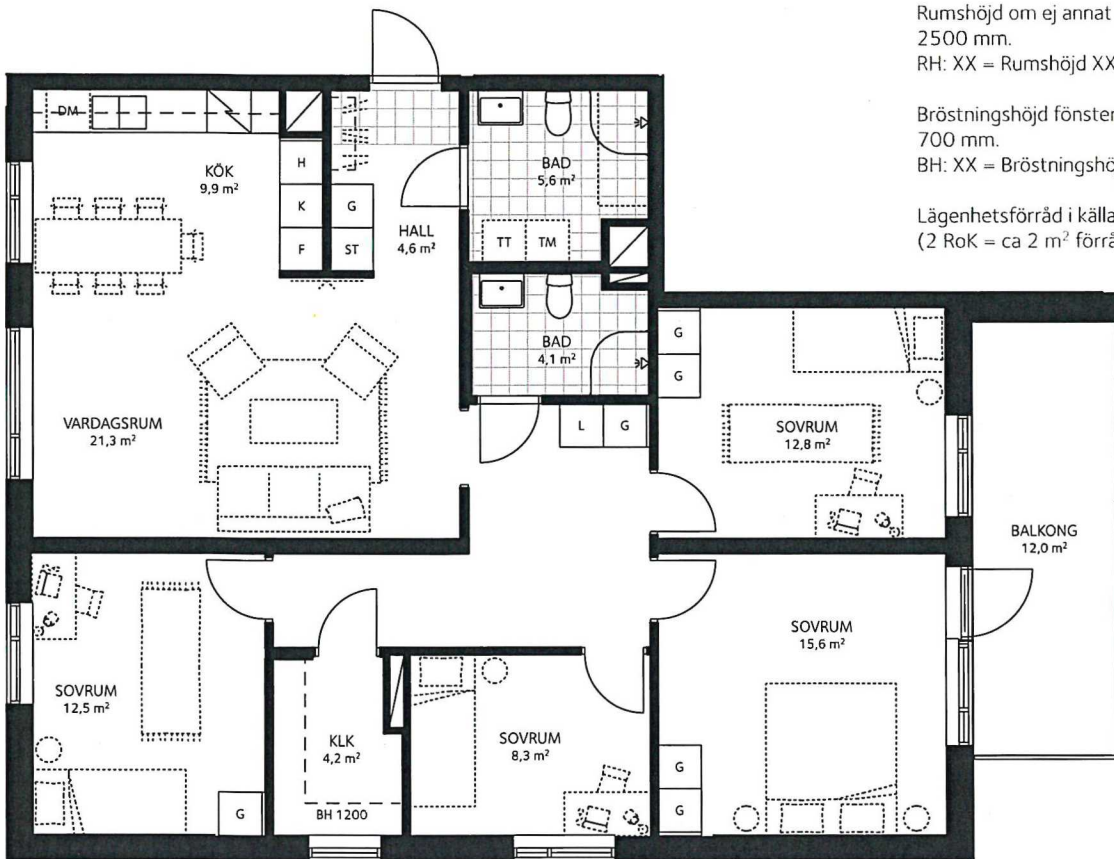 Rumshöjd om ej annat
2500 mm.
RH: XX = Rumshöjd XX
Bröstningshöjd fönster
700 mm.
BH: XX = Bröstningshö
Lägenhetsförråd i källa
(2 RoK = ca 2 m² förrå
DM
KÖK
9,9 m²
H
K
F
G
ST
HALL
4,6 m²
BAD
5,6 m²
TT
TM
BAD
4,1 m²
L
G
VARDAGSRUM
21,3 m²
G
G
SOVRUM
12,8 m²
BALKONG
12,0 m²
SOVRUM
12,5 m²
G
KLK
4,2 m²
BH 1200
SOVRUM
8,3 m²
SOVRUM
15,6 m²
G
G